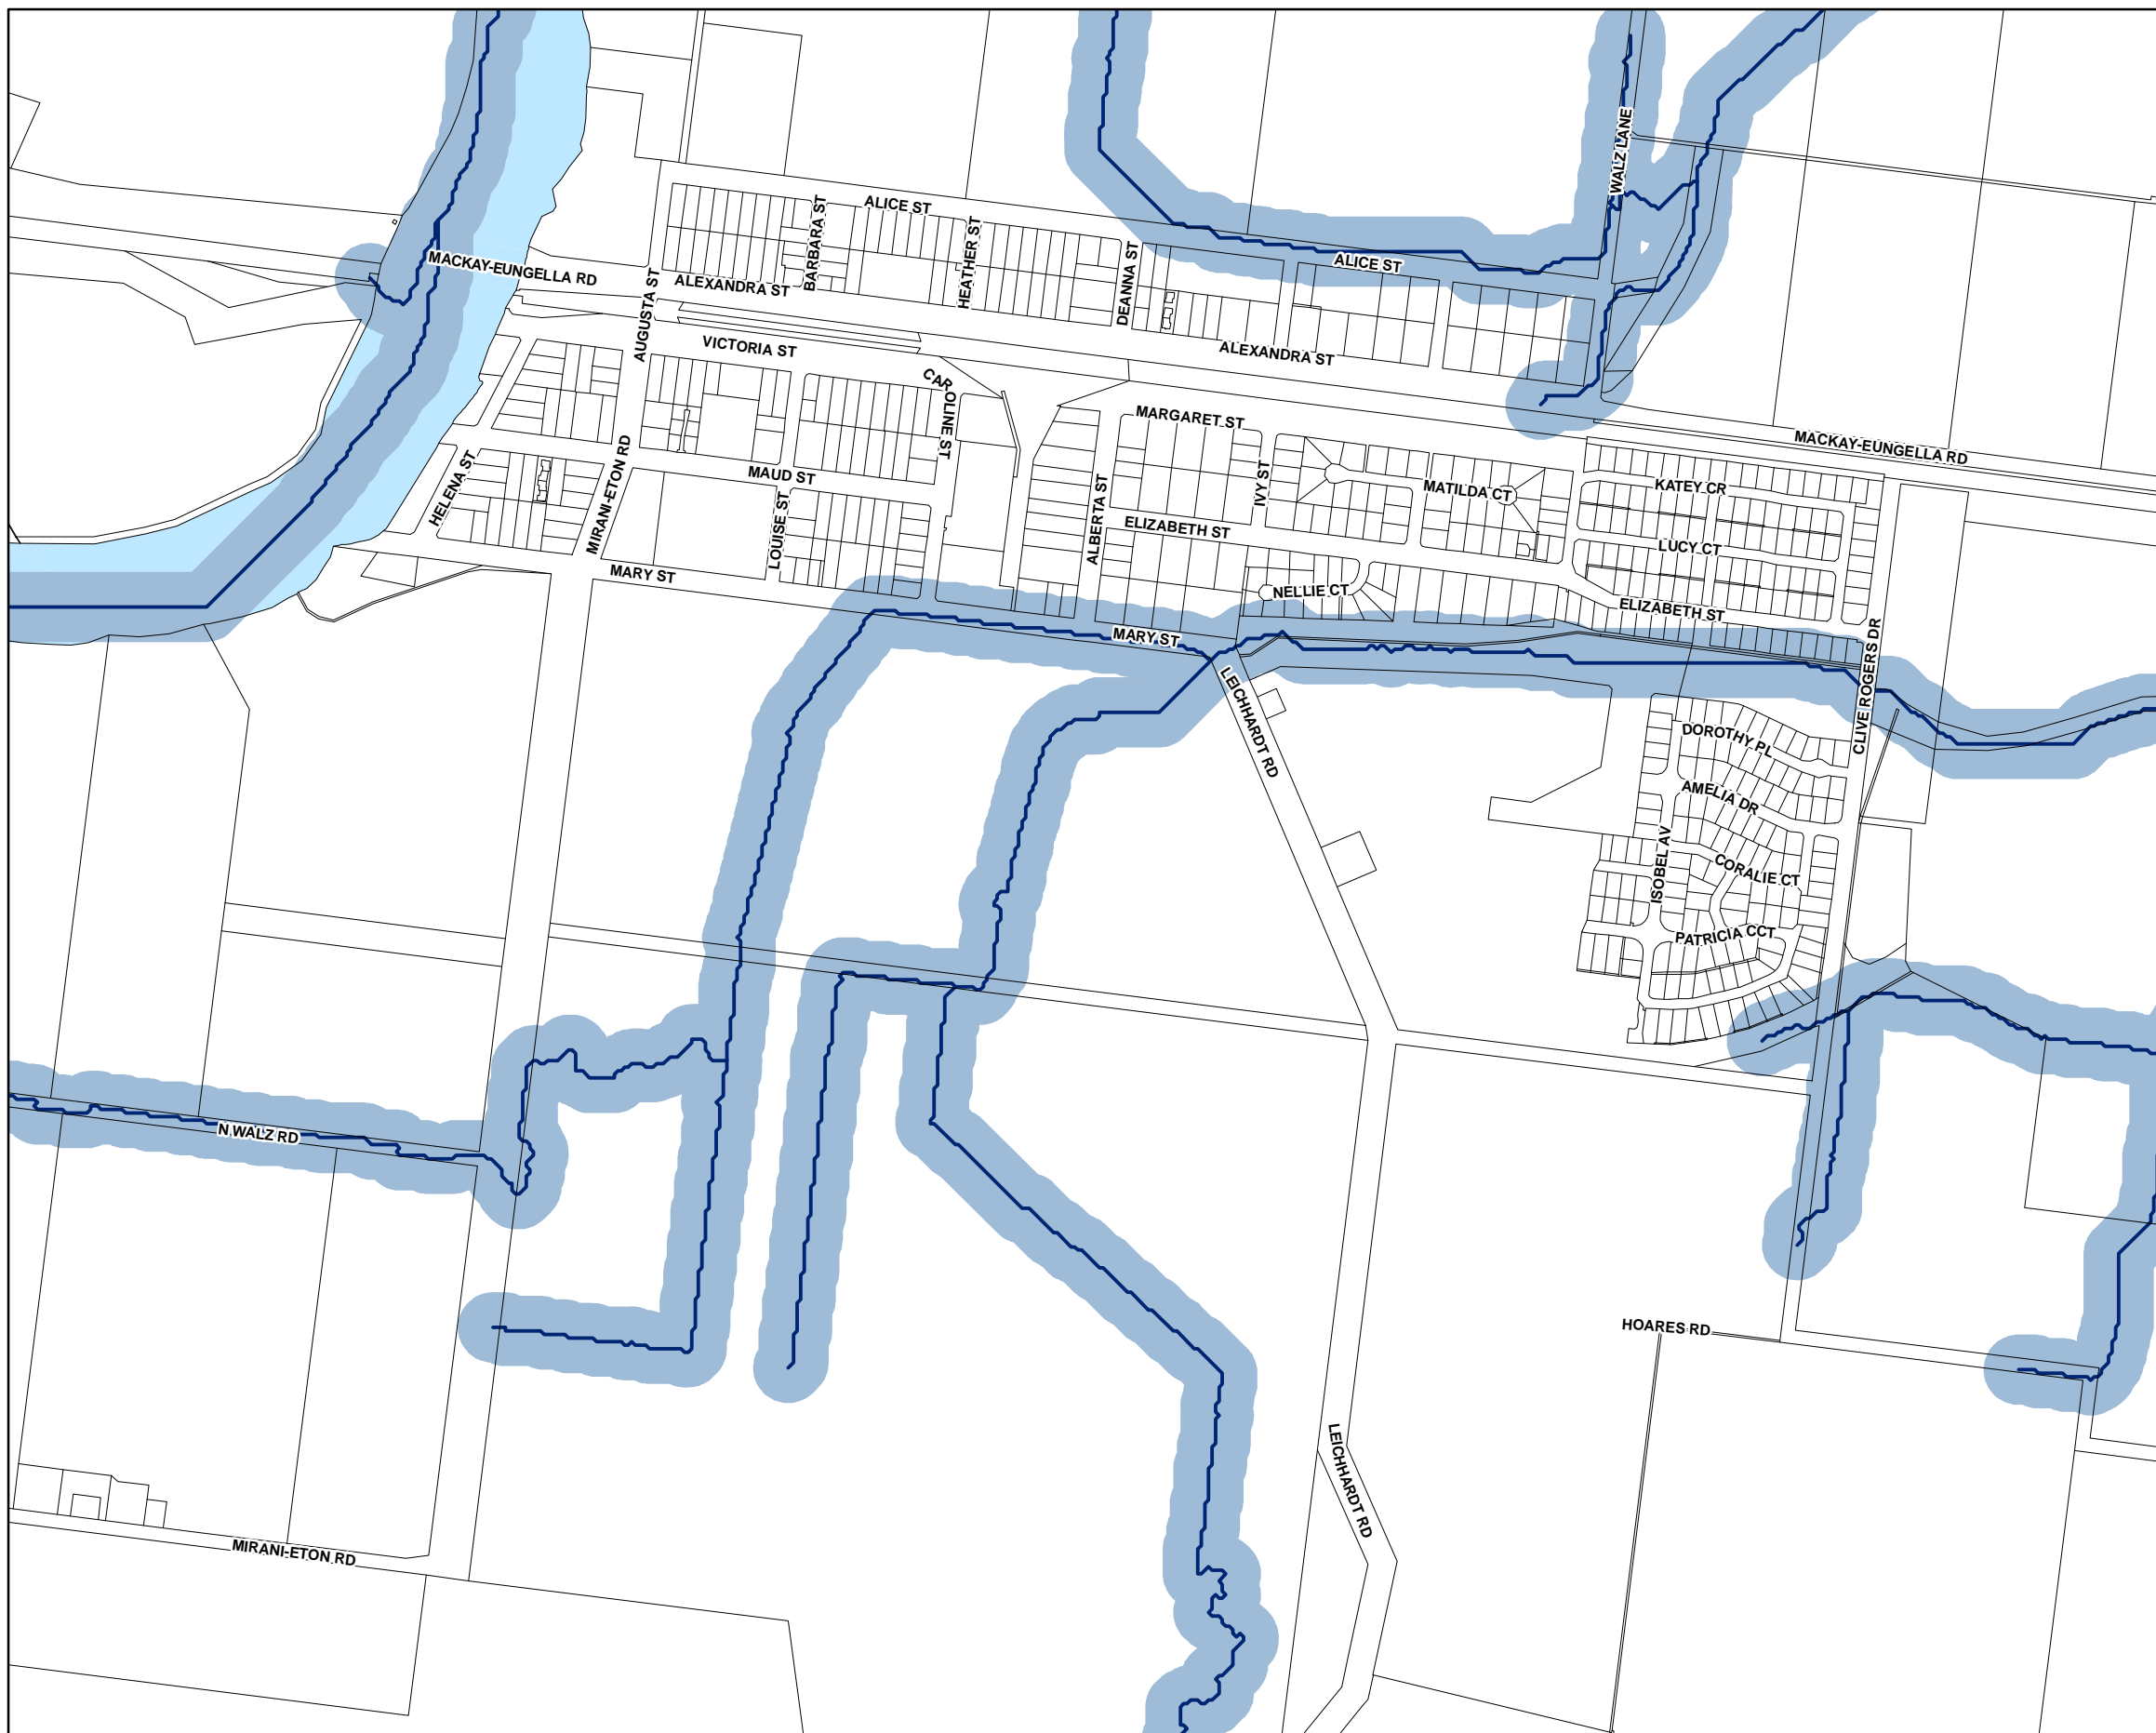 WALZ LANE
ALICE ST
BARBARA ST
HEATHER ST
DEANNA ST
ALICE ST
MACKAY-EUNGELLA RD
ALEXANDRA ST
AUGUSTA ST
VICTORIA ST
ALEXANDRA ST
CAROLINE ST
MARGARET ST
MACKAY-EUNGELLA RD
HELENA ST
MIRANI-ETON RD
MAUD ST
LOUISE ST
ALBERTA ST
IVY ST
MATILDA CT
KATEY CR
ELIZABETH ST
LUCY CT
MARY ST
NELLIE CT
ELIZABETH ST
MARY ST
CLIVE ROGERS DR
LEICHHARDT RD
DOROTHY PL
AMELIA DR
ISOBEL AV
CORALIE CT
PATRICIA CCT
N WALZ RD
HOARES RD
LEICHHARDT RD
MIRANI-ETON RD